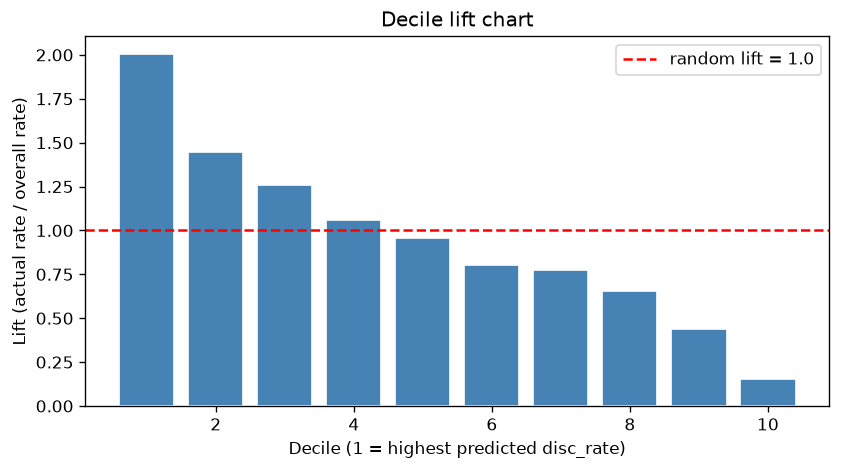 Decile lift chart
random lift = 1.0
Lift (actual rate / overall rate)
2.00
1.75
1.50
1.25
1.00
0.75
0.50
0.25
0.00
2 4 6 8 10
Decile (1 = highest predicted disc_rate)